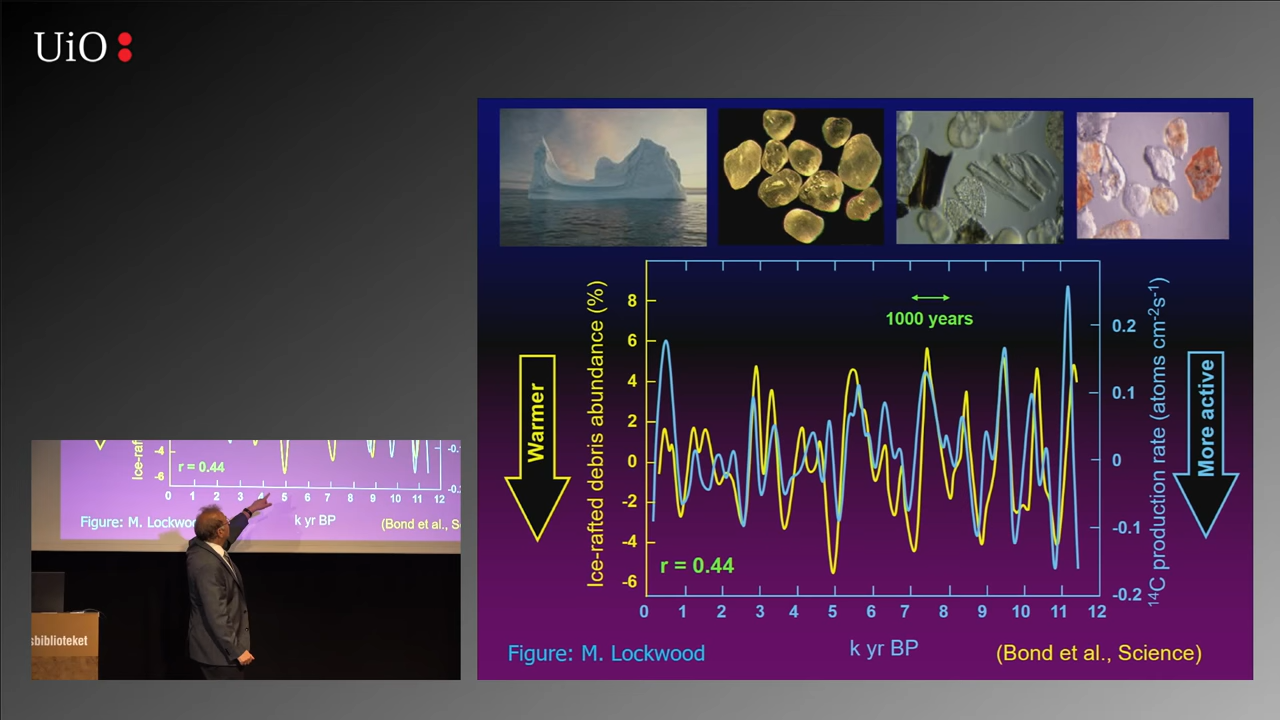 UiO
Ice-rafted debris abundance (%)
8
6
4
2
0
-2
-4
-6
1000 years
0.2
0.1
0
-0.1
-0.2
14C production rate (atoms cm-2s-1)
Warmer
More active
r = 0.44
0 1 2 3 4 5 6 7 8 9 10 11 12
k yr BP
Figure: M. Lockwood
(Bond et al., Science)
Ice-raf
-4
-6
r = 0.44
0 1 2 3 4 5 6 7 8 9 10 11 12
-0.
-0.
Figure: M. Lockwoo
k yr BP
(Bond et al., S
sbiblioteket